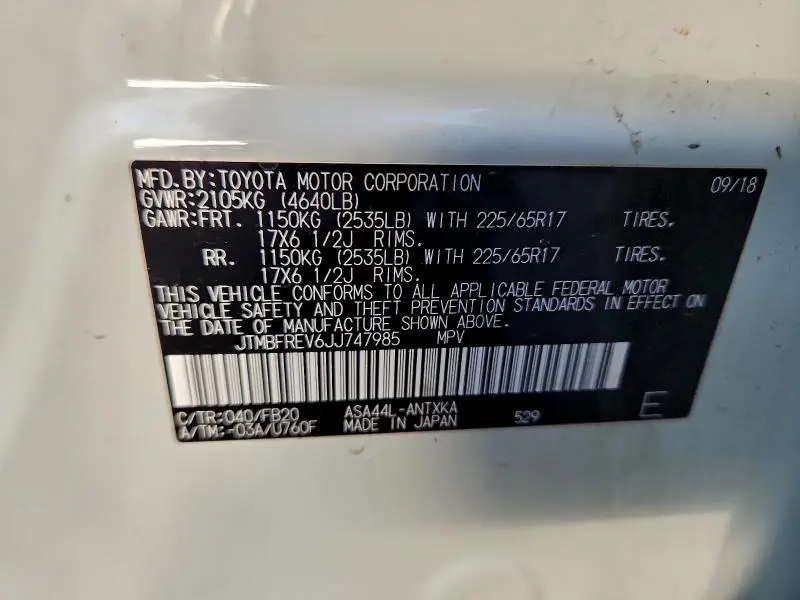 MFD.BY:TOYOTA MOTOR CORPORATION 09/18
GVWR:2105KG (4640LB)
GAWR:FRT. 1150KG (2535LB) WITH 225/65R17 TIRES.
17X6 1/2J RIMS.
RR. 1150KG (2535LB) WITH 225/65R17 TIRES.
17X6 1/2J RIMS.
THIS VEHICLE CONFORMS TO ALL APPLICABLE FEDERAL MOTOR
VEHICLE SAFETY AND THEFT PREVENTION STANDARDS IN EFFECT ON
THE DATE OF MANUFACTURE SHOWN ABOVE.
JTMBFREV6JJ747985 MPV
C/TR:040/FB20 ASA44L-ANTXKA 529 E
A/TM:-03A/U760F MADE IN JAPAN